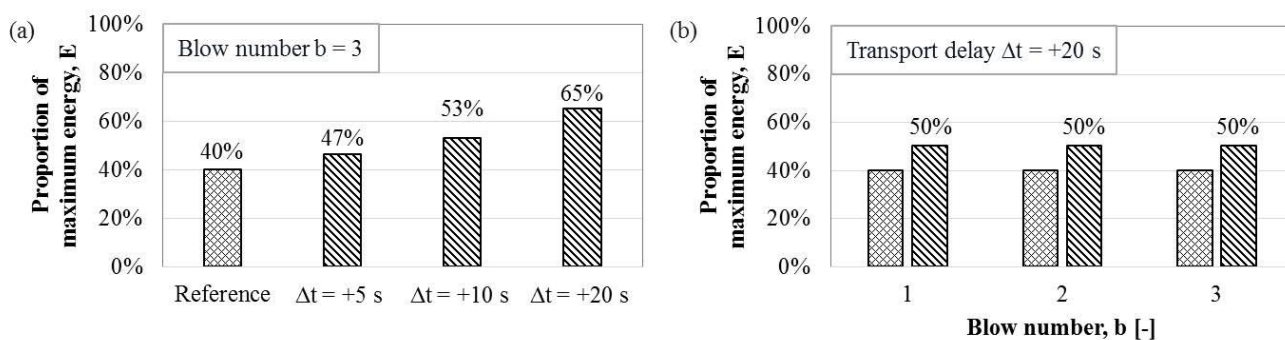 (a)
Proportion of
maximum energy, E
100%
80%
60%
40%
20%
0%
Blow number b = 3
40%
47%
53%
65%
Reference
Δt = +5 s
Δt = +10 s
Δt = +20 s
(b)
Proportion of
maximum energy, E
100%
80%
60%
40%
20%
0%
Transport delay Δt = +20 s
50%
50%
50%
1
2
3
Blow number, b [-]